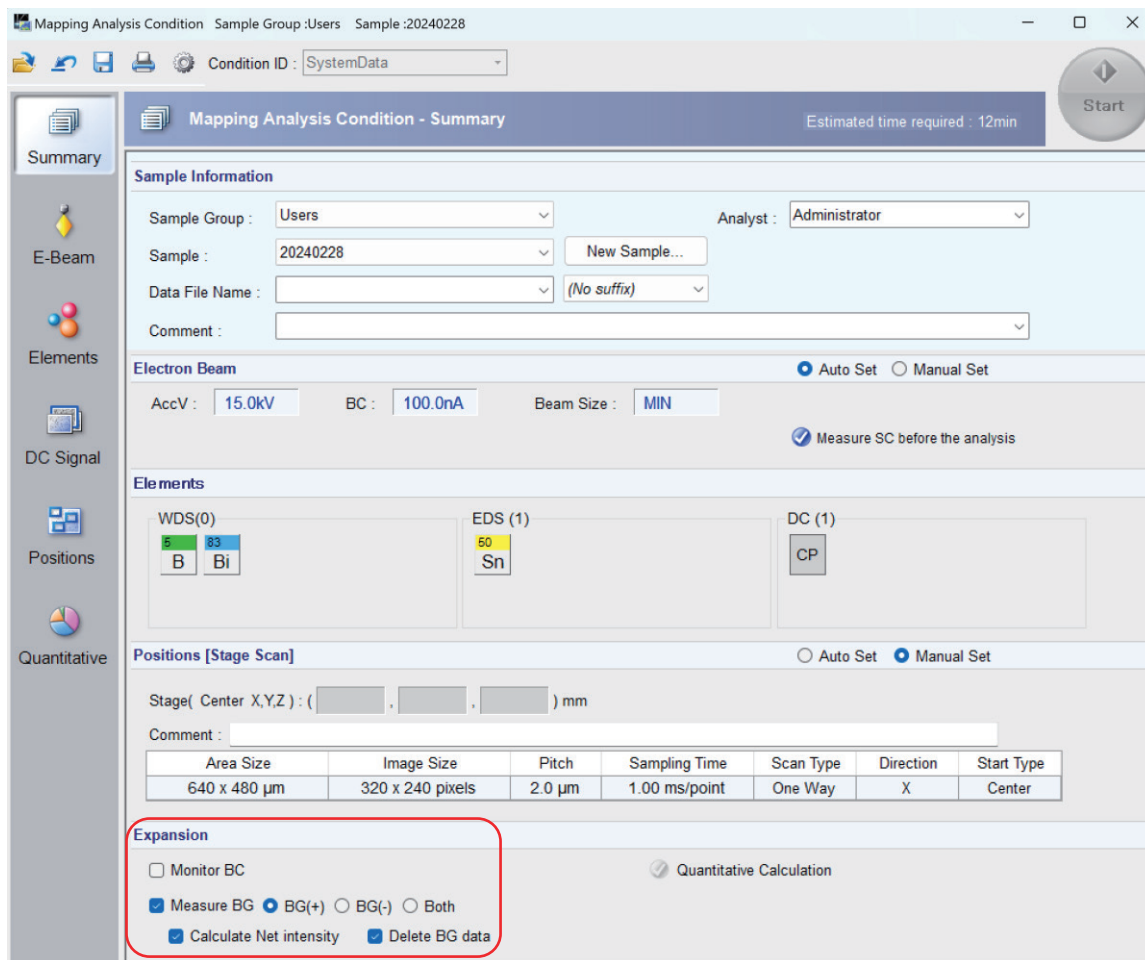 Mapping Analysis Condition Sample Group :Users Sample :20240228
Condition ID : SystemData
Start
Summary
E-Beam
Elements
DC Signal
Positions
Quantitative
Mapping Analysis Condition - Summary Estimated time required : 12min
Sample Information
Sample Group : Users Analyst : Administrator
Sample : 20240228 New Sample...
Data File Name : (No suffix)
Comment :
Electron Beam Auto Set Manual Set
AccV : 15.0kV BC : 100.0nA Beam Size : MIN
Measure SC before the analysis
Elements
WDS(0) EDS (1) DC (1)
5 83 50
B Bi Sn CP
Positions [Stage Scan] Auto Set Manual Set
Stage( Center X,Y,Z ) : ( , , ) mm
Comment :
Area Size Image Size Pitch Sampling Time Scan Type Direction Start Type
640 x 480 µm 320 x 240 pixels 2.0 µm 1.00 ms/point One Way X Center
Expansion
Monitor BC Quantitative Calculation
Measure BG BG(+) BG(-) Both
Calculate Net intensity Delete BG data